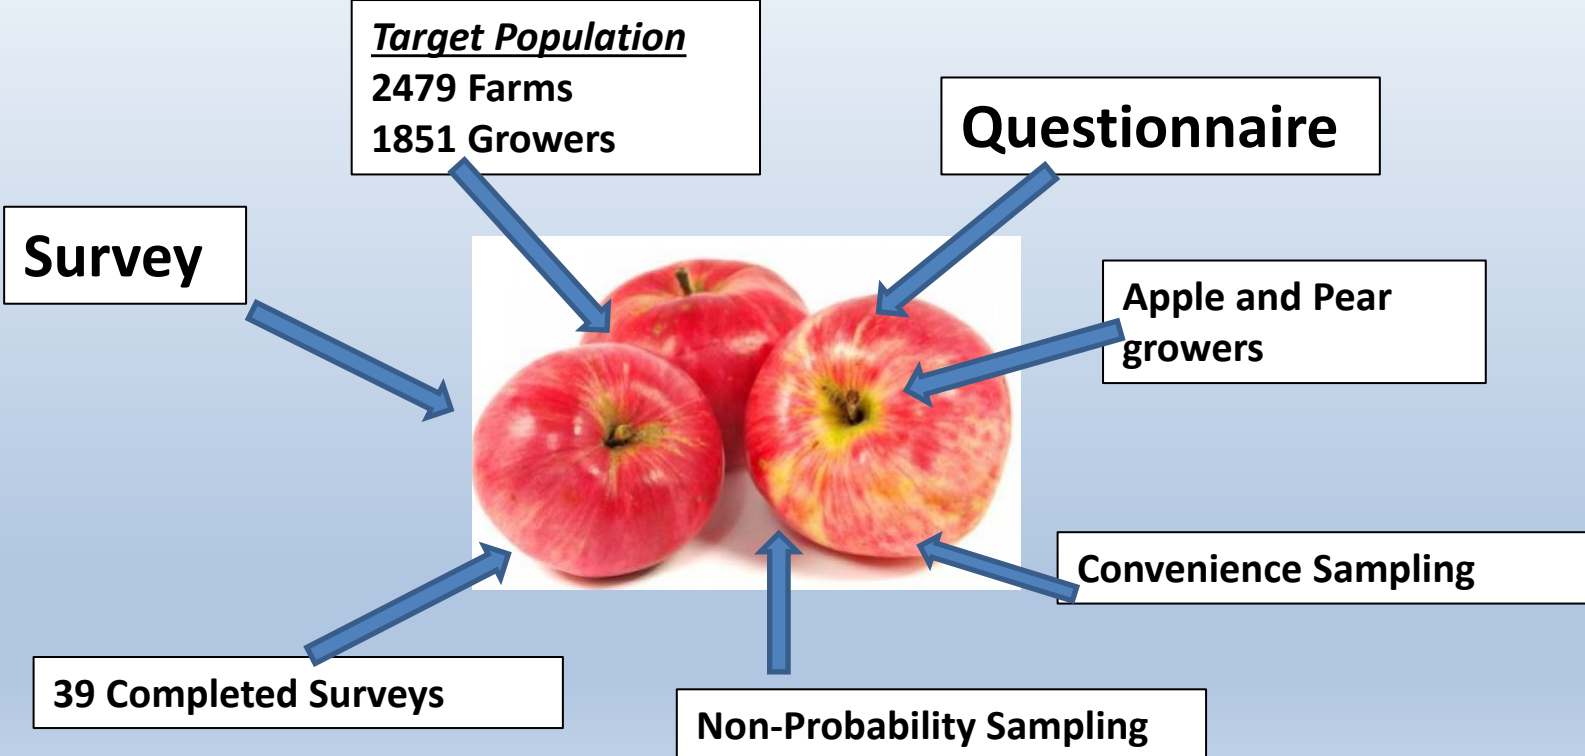 Target Population
2479 Farms
1851 Growers
Questionnaire
Survey
Apple and Pear
growers
Convenience Sampling
39 Completed Surveys
Non-Probability Sampling